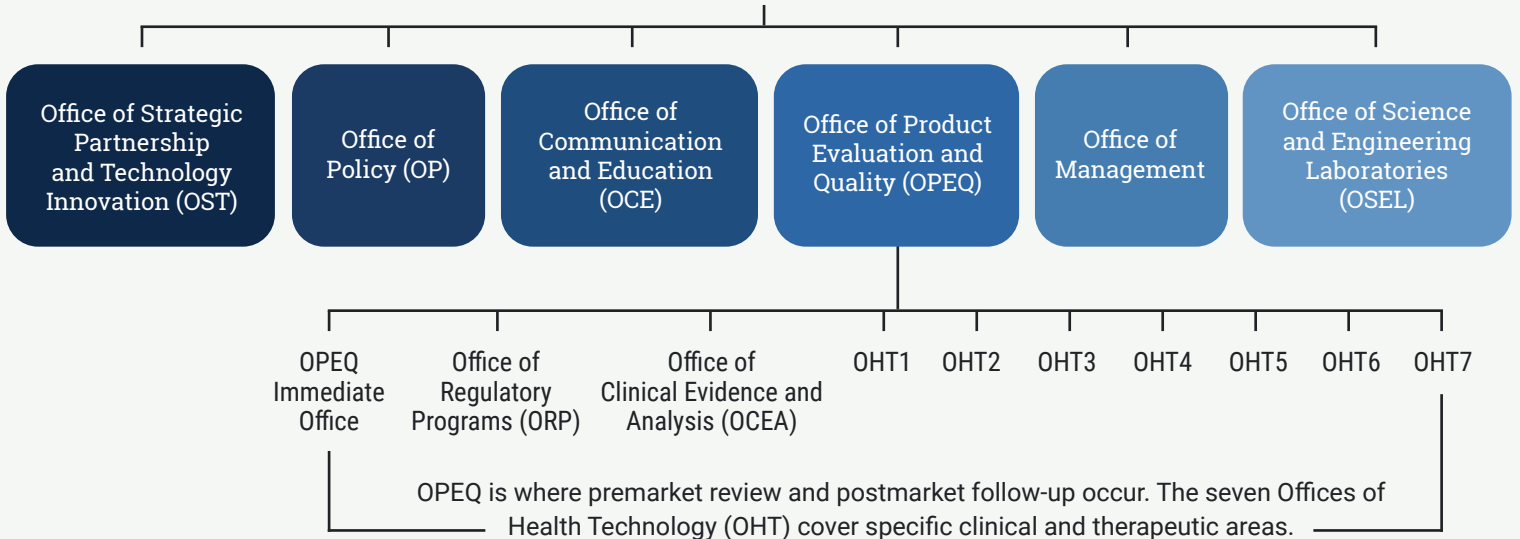 Office of Strategic
Partnership
and Technology
Innovation (OST)
Office of
Policy (OP)
Office of
Communication
and Education
(OCE)
Office of Product
Evaluation and
Quality (OPEQ)
Office of
Management
Office of Science
and Engineering
Laboratories
(OSEL)
OPEQ
Immediate
Office
Office of
Regulatory
Programs (ORP)
Office of
Clinical Evidence and
Analysis (OCEA)
OHT1
OHT2
OHT3
OHT4
OHT5
OHT6
OHT7
OPEQ is where premarket review and postmarket follow-up occur. The seven Offices of
Health Technology (OHT) cover specific clinical and therapeutic areas.